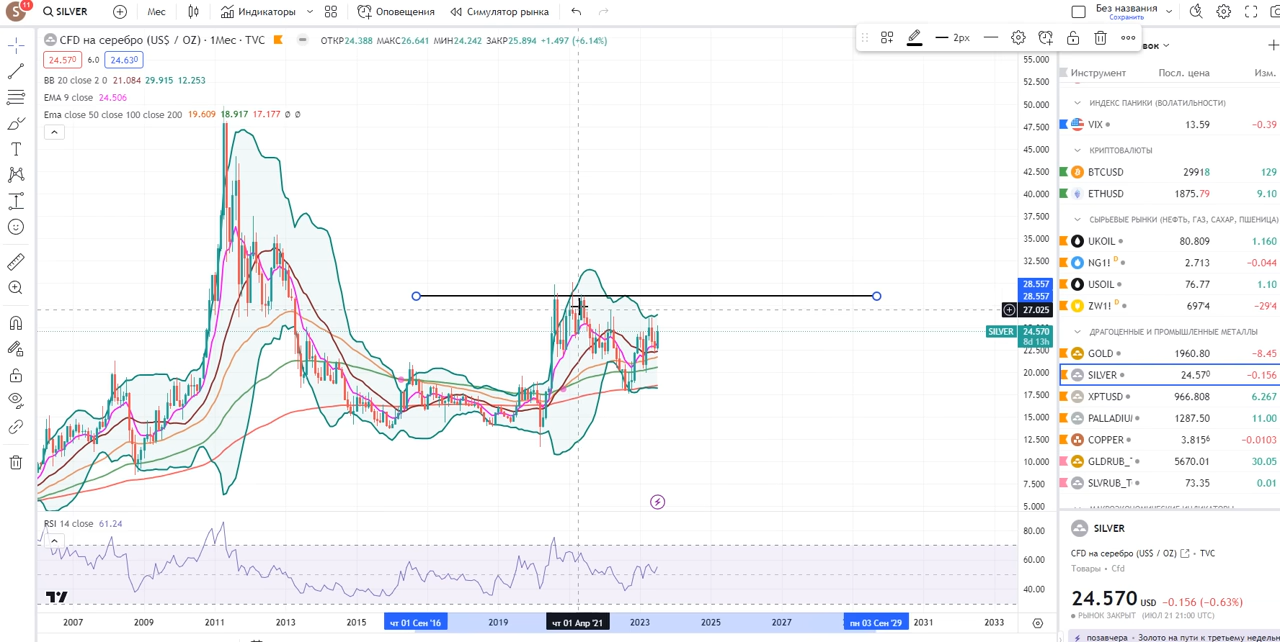 S 11 SILVER Мес Индикаторы Оповещения Симулятор рынка Без названия
Сохранить
CFD на серебро (US$ / OZ) · 1Мес · TVC ОТКР24.388 МАКС26.641 МИН24.242 ЗАКР25.894 +1.497 (+6.14%)
2px
вок
24.570 6.0 24.630
BB 20 close 2 0 21.084 29.915 12.253
EMA 9 close 24.506
Ema close 50 close 100 close 200 19.609 18.917 17.177 ∅ ∅
55.000
52.500
50.000
47.500
45.000
42.500
40.000
37.500
35.000
32.500
28.557
28.557
27.025
SILVER 24.570
8d 13h
22.500
20.000
17.500
15.000
12.500
10.000
7.500
5.000
RSI 14 close 61.24
80.00
60.00
40.00
2007 2009 2011 2013 2015 чт 01 Сен '16 2019 чт 01 Апр '21 2023 2025 2027 пн 03 Сен '29 2031 2033
Инструмент Посл. цена Изм.
ИНДЕКС ПАНИКИ (ВОЛАТИЛЬНОСТИ)
VIX 13.59 −0.39
КРИПТОВАЛЮТЫ
BTCUSD 29918 129
ETHUSD 1875.79 9.10
СЫРЬЕВЫЕ РЫНКИ (НЕФТЬ, ГАЗ, САХАР, ПШЕНИЦА)
UKOIL 80.809 1.160
NG1! D 2.713 −0.044
USOIL 76.77 1.10
ZW1! D 697'4 −29'4
ДРАГОЦЕННЫЕ И ПРОМЫШЛЕННЫЕ МЕТАЛЛЫ
GOLD 1960.80 −8.45
SILVER 24.570 −0.156
XPTUSD 966.808 6.267
PALLADIU 1287.50 11.00
COPPER 3.8156 −0.0103
GLDRUB_ 5670.01 30.05
SLVRUB_T 73.35 0.01
SILVER
CFD на серебро (US$ / OZ) · TVC
Товары · Cfd
24.570 USD −0.156 (−0.63%)
РЫНОК ЗАКРЫТ (ИЮЛ 21 21:00 UTC)
позавчера · Золото на пути к третьему недель